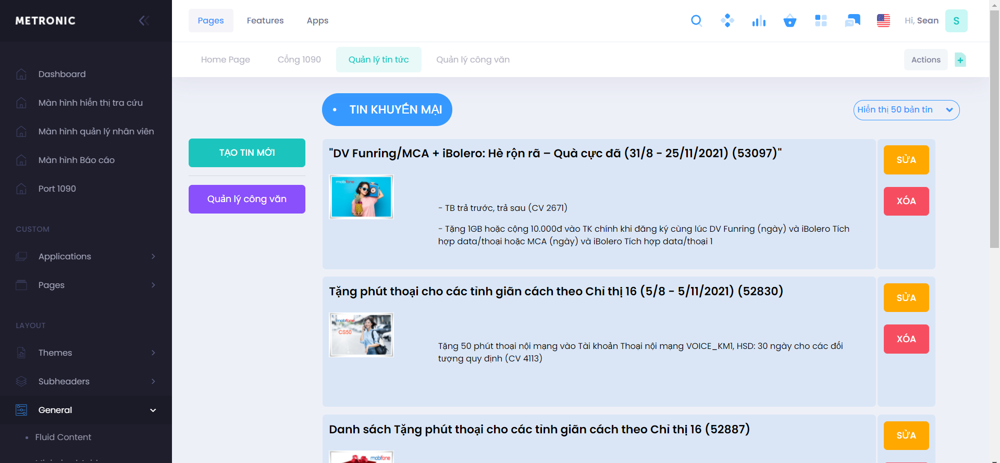 METRONIC
Pages
Features
Apps
Hi, Sean
S
Home Page
Cổng 1090
Quản lý tin tức
Quản lý công văn
Actions
Dashboard
Màn hình hiển thị tra cứu
Màn hình quản lý nhân viên
Màn hình Báo cáo
Port 1090
CUSTOM
Applications
Pages
LAYOUT
Themes
Subheaders
General
Fluid Content
TIN KHUYẾN MẠI
Hiển thị 50 bản tin
TẠO TIN MỚI
Quản lý công văn
"DV Funring/MCA + iBolero: Hè rộn rã – Quà cực đã (31/8 - 25/11/2021) (53097)"
mobifone
- TB trả trước, trả sau (CV 2671)
- Tặng 1GB hoặc cộng 10.000đ vào TK chính khi đăng ký cùng lúc DV Funring (ngày) và iBolero Tích
hợp data/thoại hoặc MCA (ngày) và iBolero Tích hợp data/thoại 1
SỬA
XÓA
Tặng phút thoại cho các tỉnh giãn cách theo Chỉ thị 16 (5/8 - 5/11/2021) (52830)
mobifone
CS50
Tặng 50 phút thoại nội mạng vào Tài khoản Thoại nội mạng VOICE_KM1, HSD: 30 ngày cho các đối
tượng quy định (CV 4113)
SỬA
XÓA
Danh sách Tặng phút thoại cho các tỉnh giãn cách theo Chỉ thị 16 (52887)
mobifone
SỬA